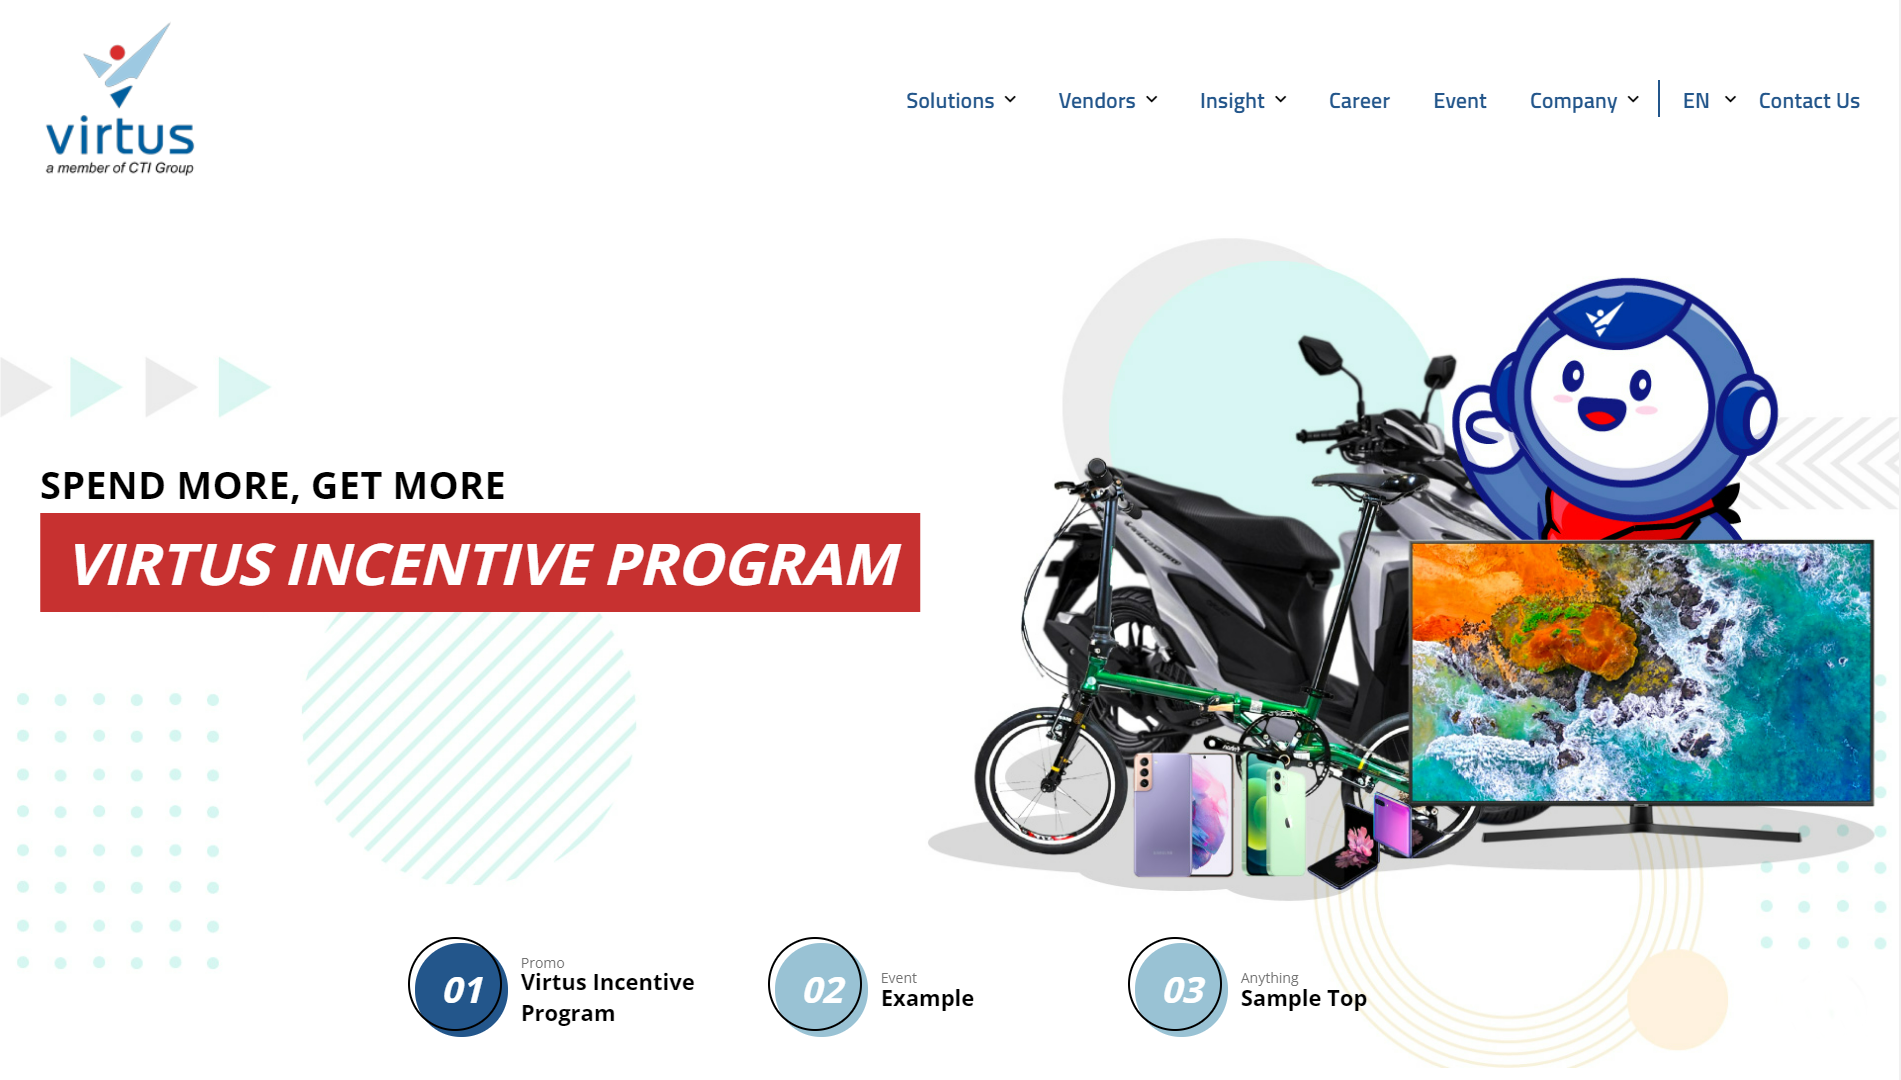 virtus
a member of CTI Group
Solutions
Vendors
Insight
Career
Event
Company
EN
Contact Us
SPEND MORE, GET MORE
VIRTUS INCENTIVE PROGRAM
01
Promo
Virtus Incentive
Program
02
Event
Example
03
Anything
Sample Top